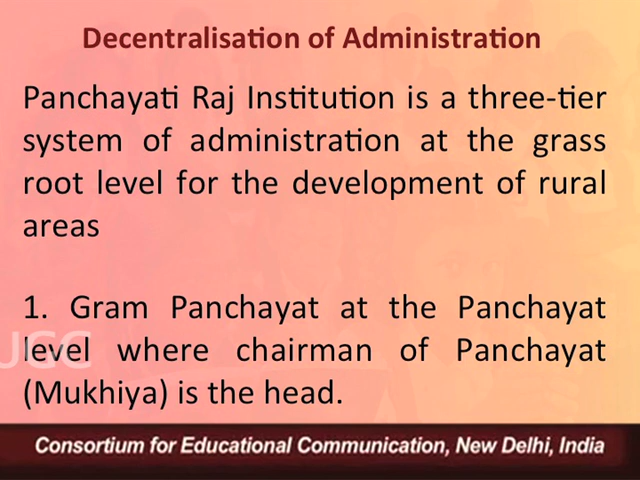 Decentralisation of Administration
Panchayati Raj Institution is a three-tier
system of administration at the grass
root level for the development of rural
areas
1. Gram Panchayat at the Panchayat
UGC
level where chairman of Panchayat
(Mukhiya) is the head.
Consortium for Educational Communication, New Delhi, India